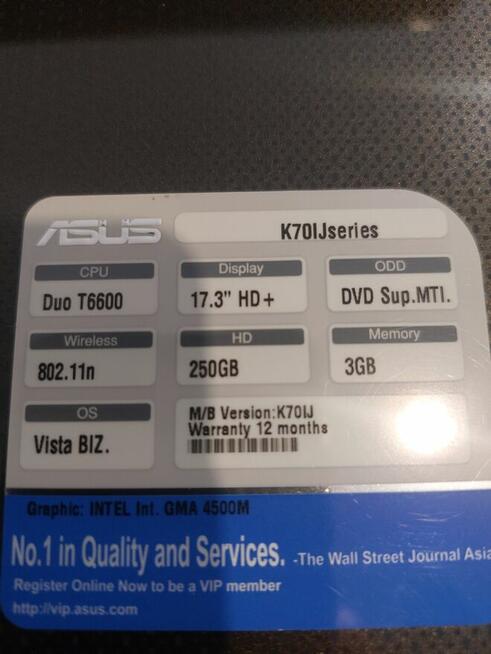 ASUS K70IJseries
CPU Display ODD
Duo T6600 17.3" HD+ DVD Sup.MTI.
Wireless HD Memory
802.11n 250GB 3GB
OS
Vista BIZ.
M/B Version:K70IJ
Warranty 12 months
Graphic: INTEL Int. GMA 4500M
No.1 in Quality and Services. -The Wall Street Journal Asia
Register Online Now to be a VIP member
http://vip.asus.com